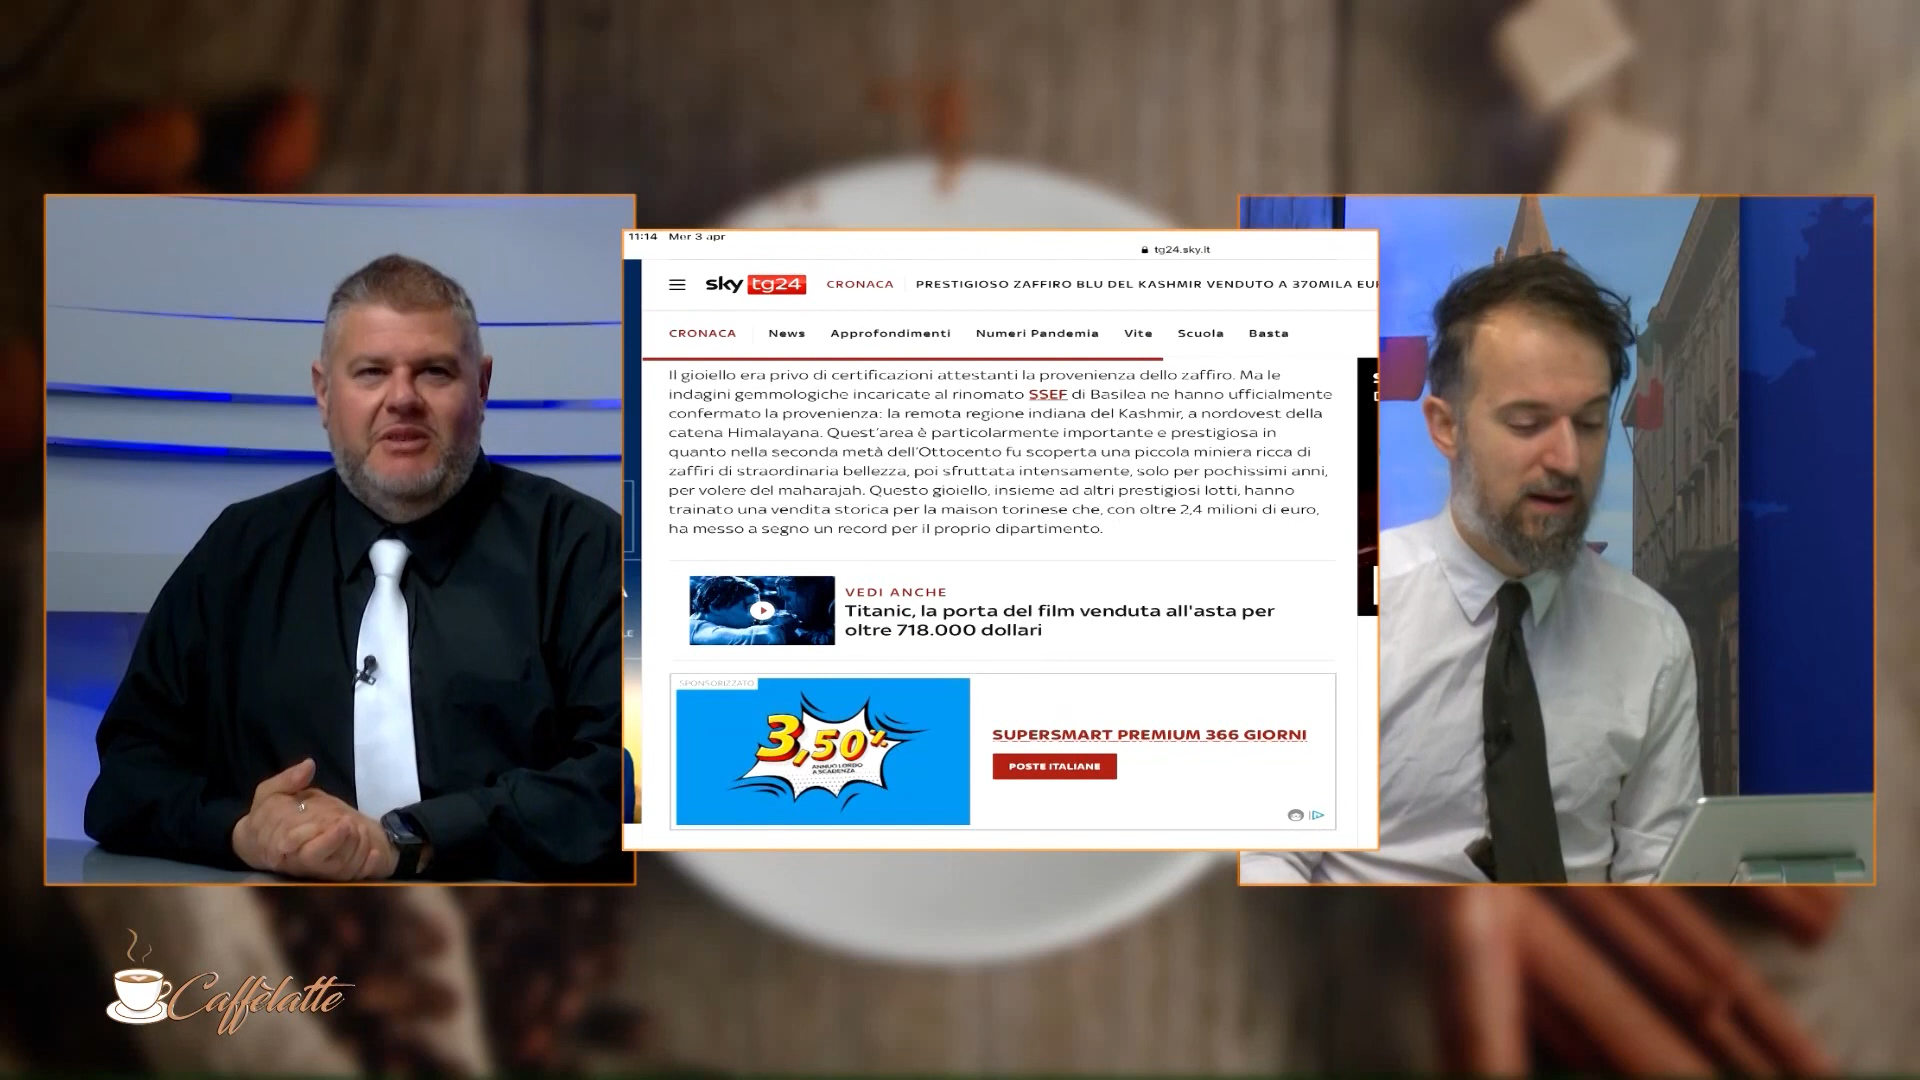 11:14 Mer 3 apr
tg24.sky.it
sky tg24 CRONACA PRESTIGIOSO ZAFFIRO BLU DEL KASHMIR VENDUTO A 370MILA
CRONACA News Approfondimenti Numeri Pandemia Vite Scuola Basta
Il gioiello era privo di certificazioni attestanti la provenienza dello zaffiro. Ma le
indagini gemmologiche incaricate al rinomato SSEF di Basilea ne hanno ufficialmente
confermato la provenienza: la remota regione indiana del Kashmir, a nordovest della
catena Himalayana. Quest'area è particolarmente importante e prestigiosa in
quanto nella seconda metà dell'Ottocento fu scoperta una piccola miniera ricca di
zaffiri di straordinaria bellezza, poi sfruttata intensamente, solo per pochissimi anni,
per volere del maharajah. Questo gioiello, insieme ad altri prestigiosi lotti, hanno
trainato una vendita storica per la maison torinese che, con oltre 2,4 milioni di euro,
ha messo a segno un record per il proprio dipartimento.
VEDI ANCHE
Titanic, la porta del film venduta all'asta per
oltre 718.000 dollari
SPONSORIZZATO
3,50%
ANNUO LORDO
A SCADENZA
SUPERSMART PREMIUM 366 GIORNI
POSTE ITALIANE
Caffèlatte